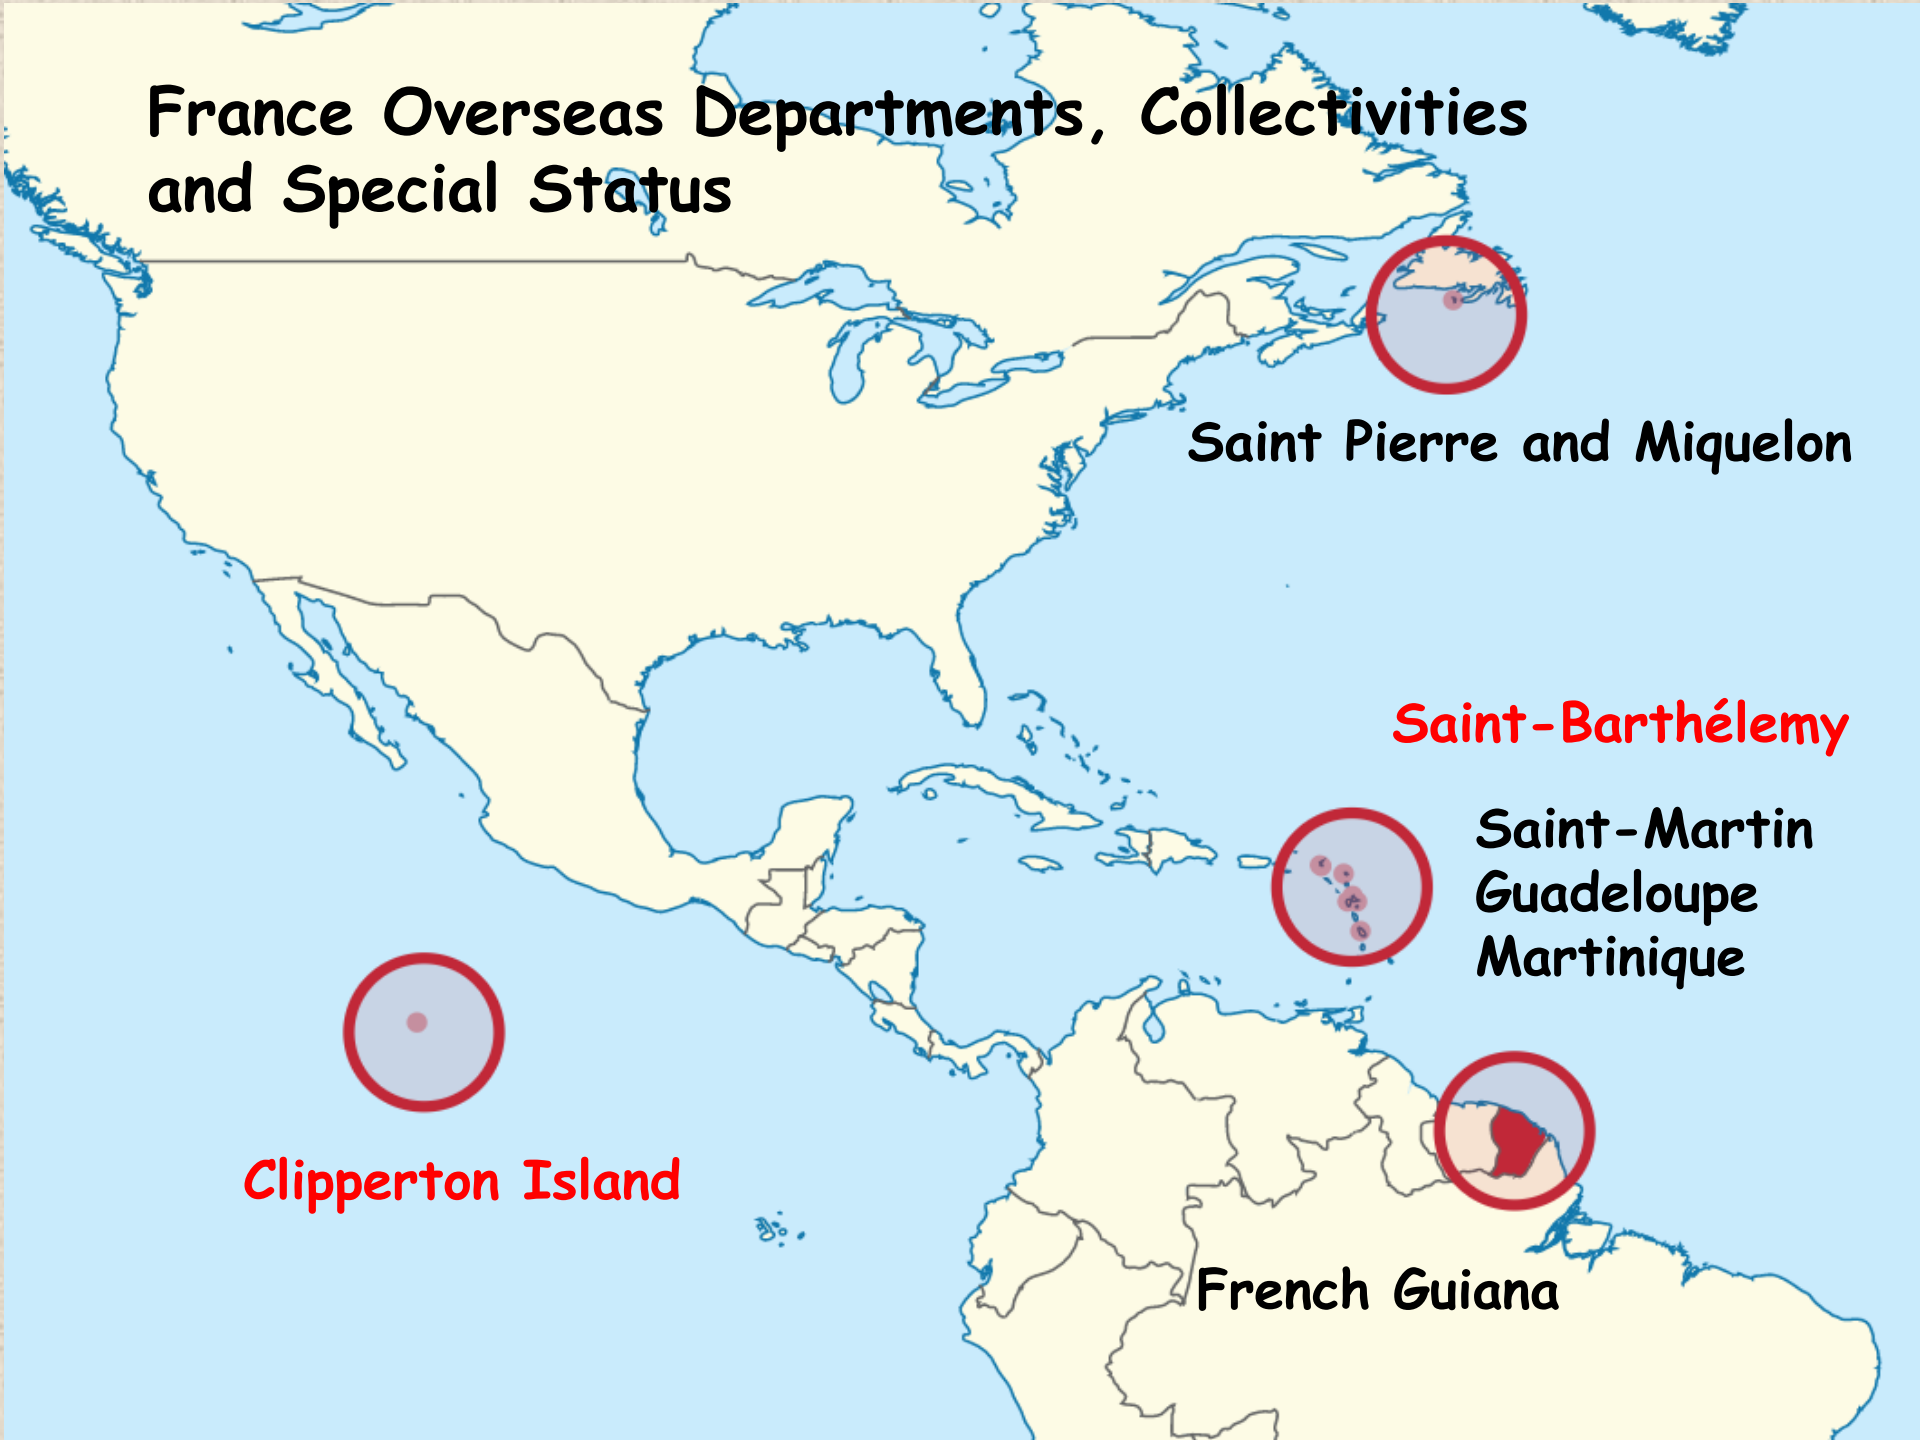 France Overseas Departments, Collectivities
and Special Status
Saint Pierre and Miquelon
Saint-Barthélemy
Saint-Martin
Guadeloupe
Martinique
Clipperton Island
French Guiana